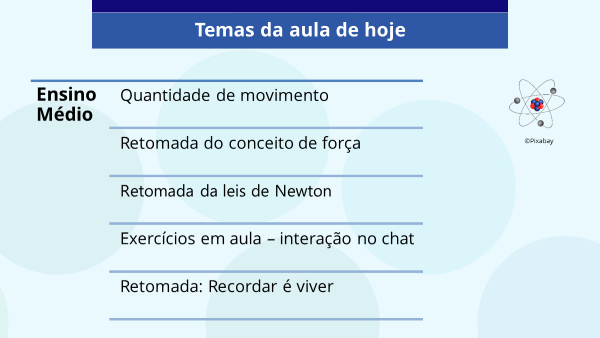 Temas da aula de hoje
Ensino
Médio
Quantidade de movimento
Retomada do conceito de força
Retomada da leis de Newton
Exercícios em aula – interação no chat
Retomada: Recordar é viver
©Pixabay